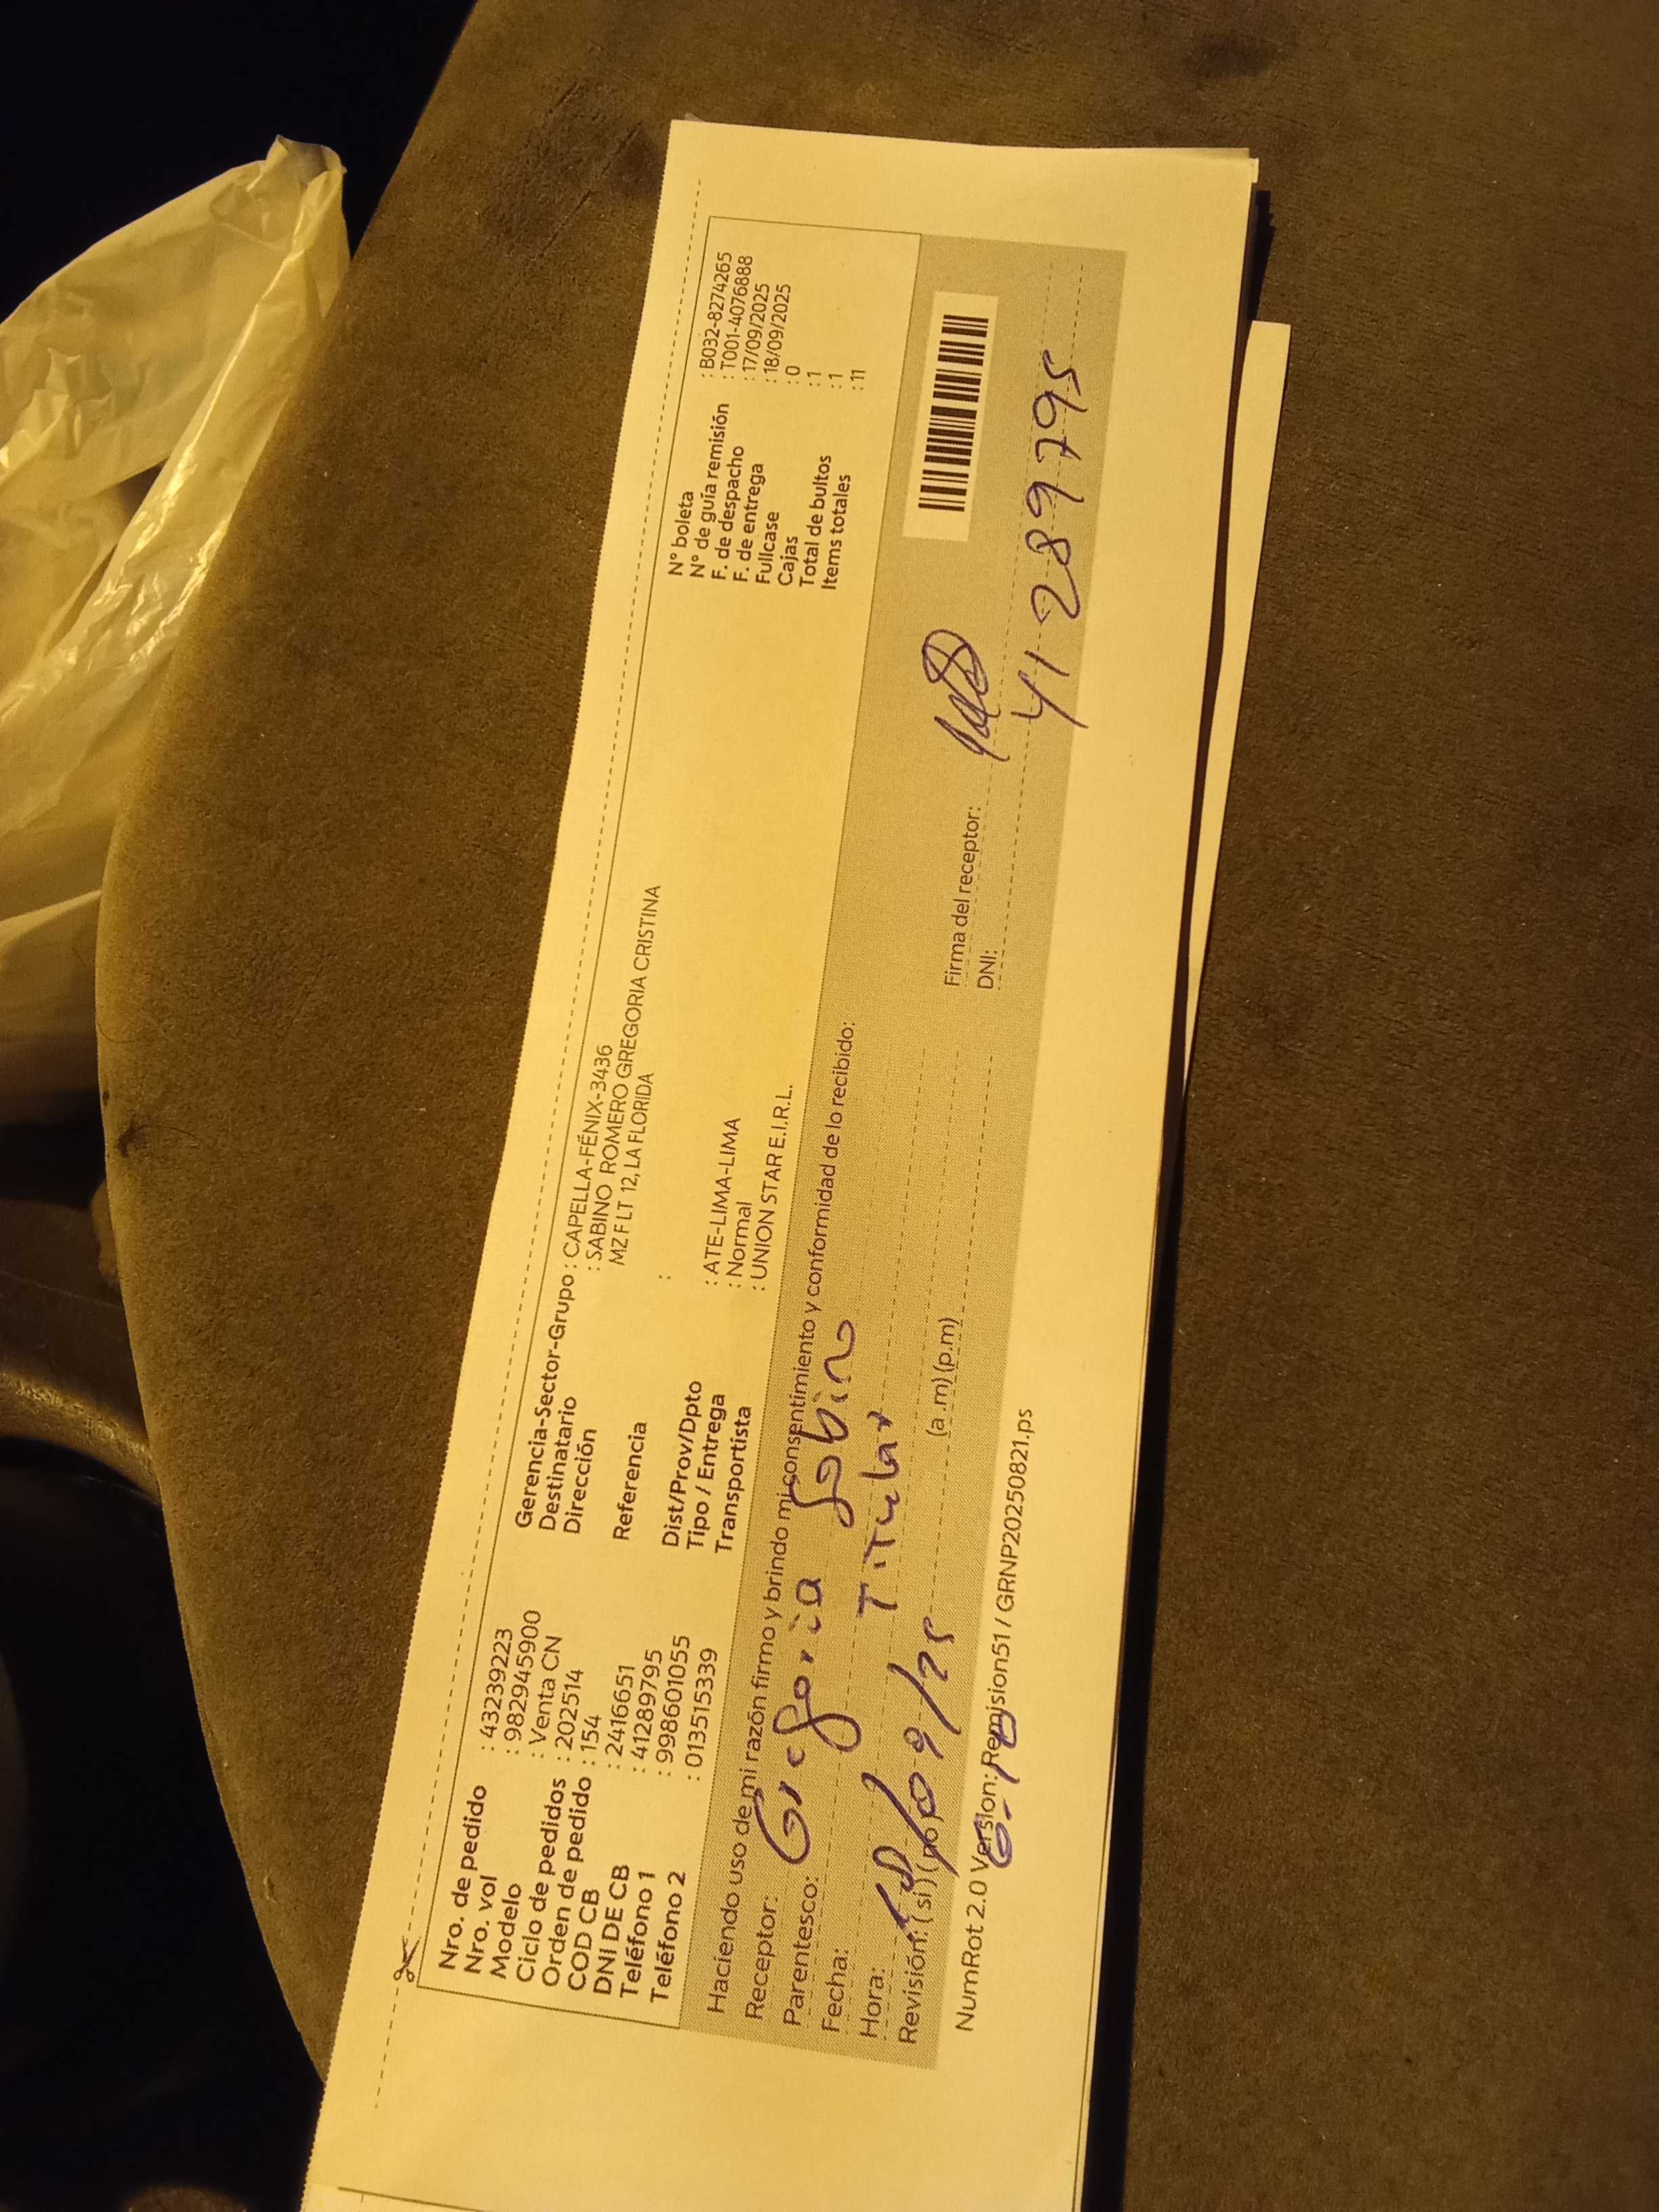 Nro. de pedido : 43239223
Nro. vol : 982945900
Modelo : Venta CN
Ciclo de pedidos : 202514
Orden de pedido : 154
COD CB : 2416651
DNI DE CB : 41289795
Teléfono 1 : 998601055
Teléfono 2 : 013515339
Gerencia-Sector-Grupo : CAPELLA-FÉNIX-3436
Destinatario : SABINO ROMERO GREGORIA CRISTINA
Dirección MZ F LT 12, LA FLORIDA
Referencia :
Dist/Prov/Dpto : ATE-LIMA-LIMA
Tipo / Entrega : Normal
Transportista : UNION STAR E.I.R.L.
N° boleta : B032-8274265
N° de guía remisión : T001-4076888
F. de despacho : 17/09/2025
F. de entrega : 18/09/2025
Fullcase : 0
Cajas : 1
Total de bultos : 1
Items totales : 11
Haciendo uso de mi razón firmo y brindo mi consentimiento y conformidad de lo recibido:
Receptor: Gregoria Sabino
Parentesco: Titular
Fecha: 18/09/25
Hora: (a.m) (p.m)
Revisión: (si) (no)
Firma del receptor:
DNI: 41289795
NumRot 2.0 Version: Remision51 / GRNP20250821.ps